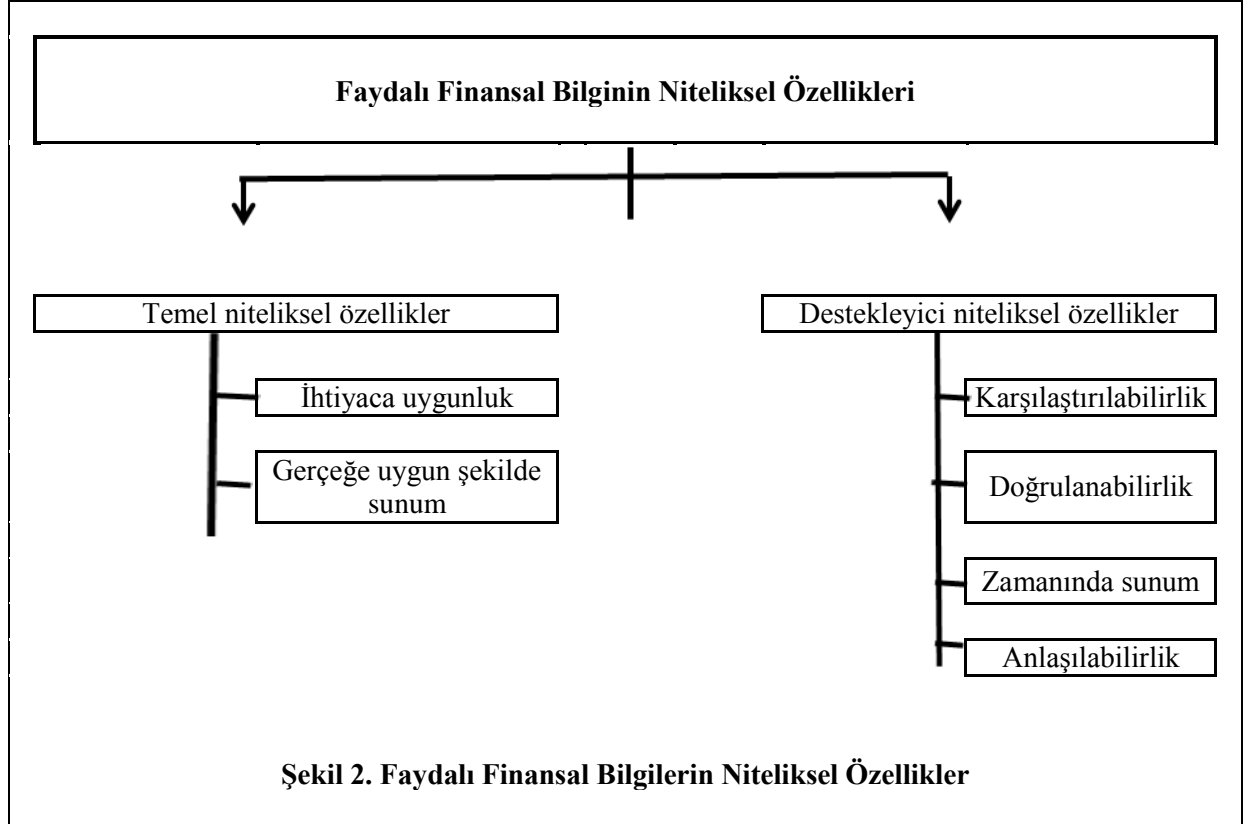 Faydalı Finansal Bilginin Niteliksel Özellikleri
Temel niteliksel özellikler
İhtiyaca uygunluk
Gerçeğe uygun şekilde
sunum
Destekleyici niteliksel özellikler
Karşılaştırılabilirlik
Doğrulanabilirlik
Zamanında sunum
Anlaşılabilirlik
Şekil 2. Faydalı Finansal Bilgilerin Niteliksel Özellikler